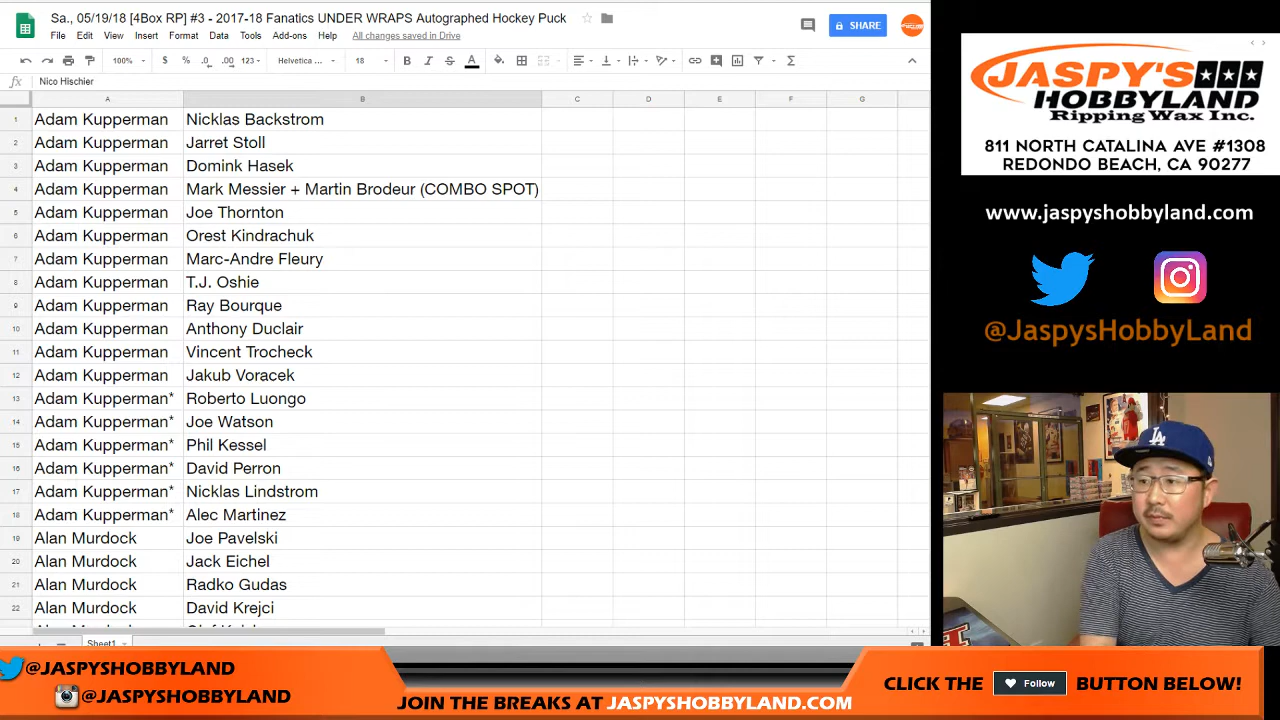 Sa., 05/19/18 [4Box RP] #3 - 2017-18 Fanatics UNDER WRAPS Autographed Hockey Puck
File Edit View Insert Format Data Tools Add-ons Help All changes saved in Drive
SHARE
100% $ % .0 .00 123 Helvetica ... 18 B I S A
fx Nico Hischier
A B C D E F G
1 Adam Kupperman Nicklas Backstrom
2 Adam Kupperman Jarret Stoll
3 Adam Kupperman Domink Hasek
4 Adam Kupperman Mark Messier + Martin Brodeur (COMBO SPOT)
5 Adam Kupperman Joe Thornton
6 Adam Kupperman Orest Kindrachuk
7 Adam Kupperman Marc-Andre Fleury
8 Adam Kupperman T.J. Oshie
9 Adam Kupperman Ray Bourque
10 Adam Kupperman Anthony Duclair
11 Adam Kupperman Vincent Trocheck
12 Adam Kupperman Jakub Voracek
13 Adam Kupperman* Roberto Luongo
14 Adam Kupperman* Joe Watson
15 Adam Kupperman* Phil Kessel
16 Adam Kupperman* David Perron
17 Adam Kupperman* Nicklas Lindstrom
18 Adam Kupperman* Alec Martinez
19 Alan Murdock Joe Pavelski
20 Alan Murdock Jack Eichel
21 Alan Murdock Radko Gudas
22 Alan Murdock David Krejci
Sheet1
JASPY'S
HOBBYLAND
Ripping Wax Inc.
811 NORTH CATALINA AVE #1308
REDONDO BEACH, CA 90277
www.jaspyshobbyland.com
@JaspysHobbyLand
LA
@JASPYSHOBBYLAND
@JASPYSHOBBYLAND
JOIN THE BREAKS AT JASPYSHOBBYLAND.COM
CLICK THE Follow BUTTON BELOW!